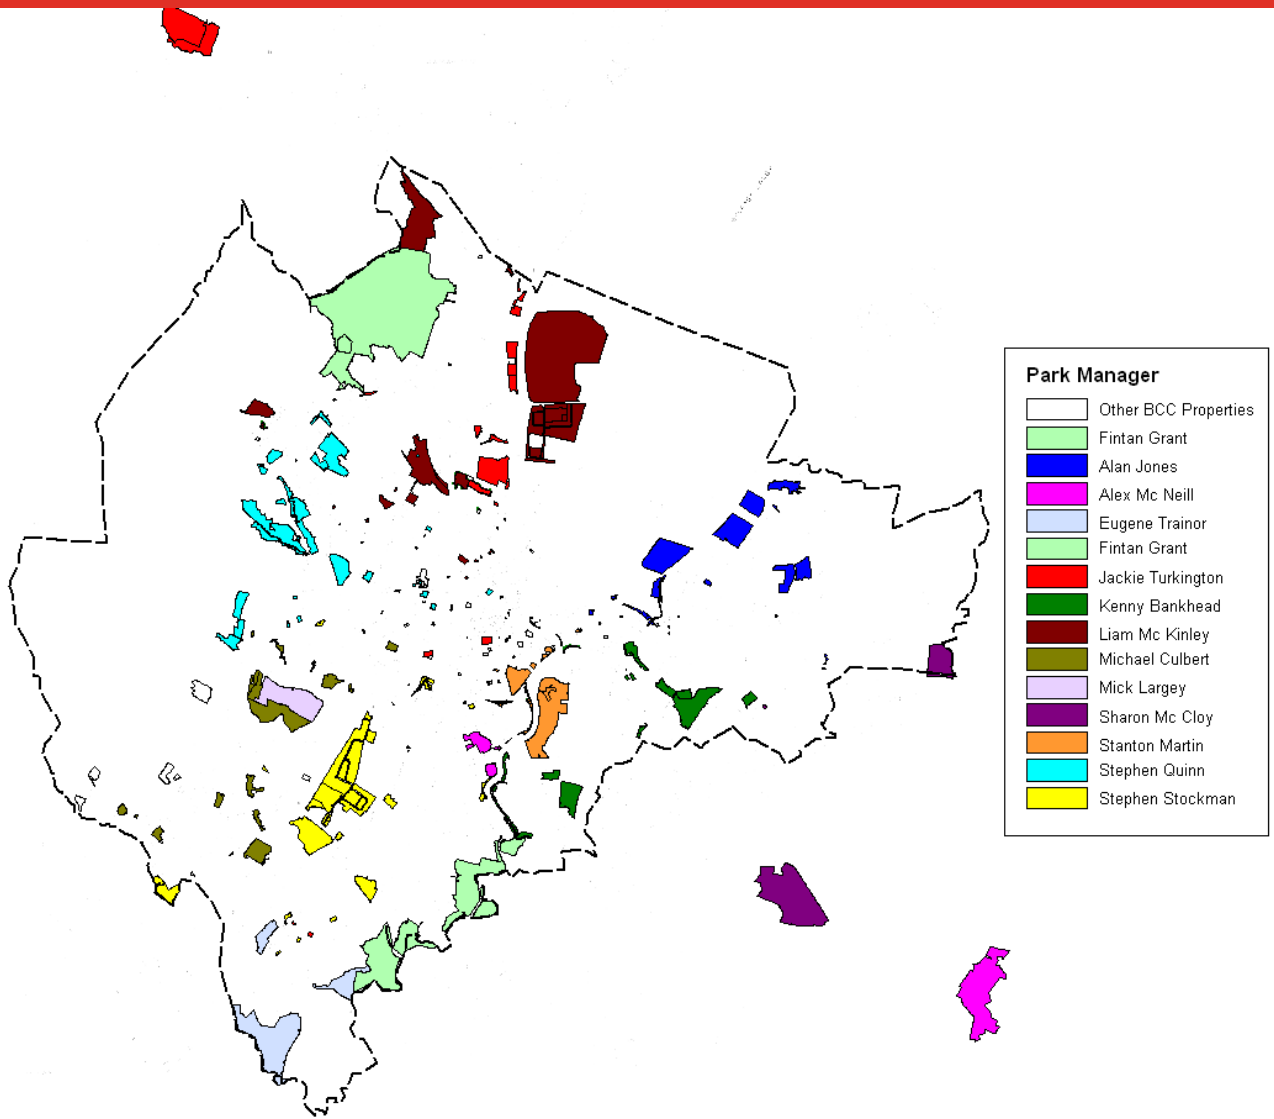 Park Manager
Other BCC Properties
Fintan Grant
Alan Jones
Alex Mc Neill
Eugene Trainor
Fintan Grant
Jackie Turkington
Kenny Bankhead
Liam Mc Kinley
Michael Culbert
Mick Largey
Sharon Mc Cloy
Stanton Martin
Stephen Quinn
Stephen Stockman